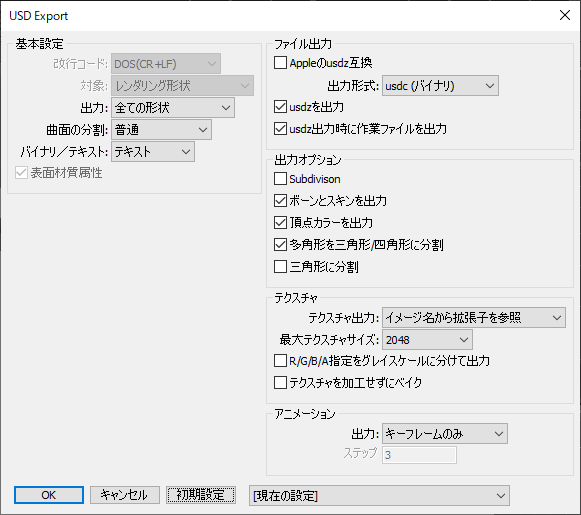 USD Export
基本設定
改行コード: DOS(CR+LF)
対象: レンダリング形状
出力: 全ての形状
曲面の分割: 普通
バイナリ／テキスト: テキスト
表面材質属性
ファイル出力
Appleのusdz互換
出力形式: usdc (バイナリ)
usdzを出力
usdz出力時に作業ファイルを出力
出力オプション
Subdivison
ボーンとスキンを出力
頂点カラーを出力
多角形を三角形/四角形に分割
三角形に分割
テクスチャ
テクスチャ出力: イメージ名から拡張子を参照
最大テクスチャサイズ: 2048
R/G/B/A指定をグレイスケールに分けて出力
テクスチャを加工せずにベイク
アニメーション
出力: キーフレームのみ
ステップ 3
OK キャンセル 初期設定 [現在の設定]